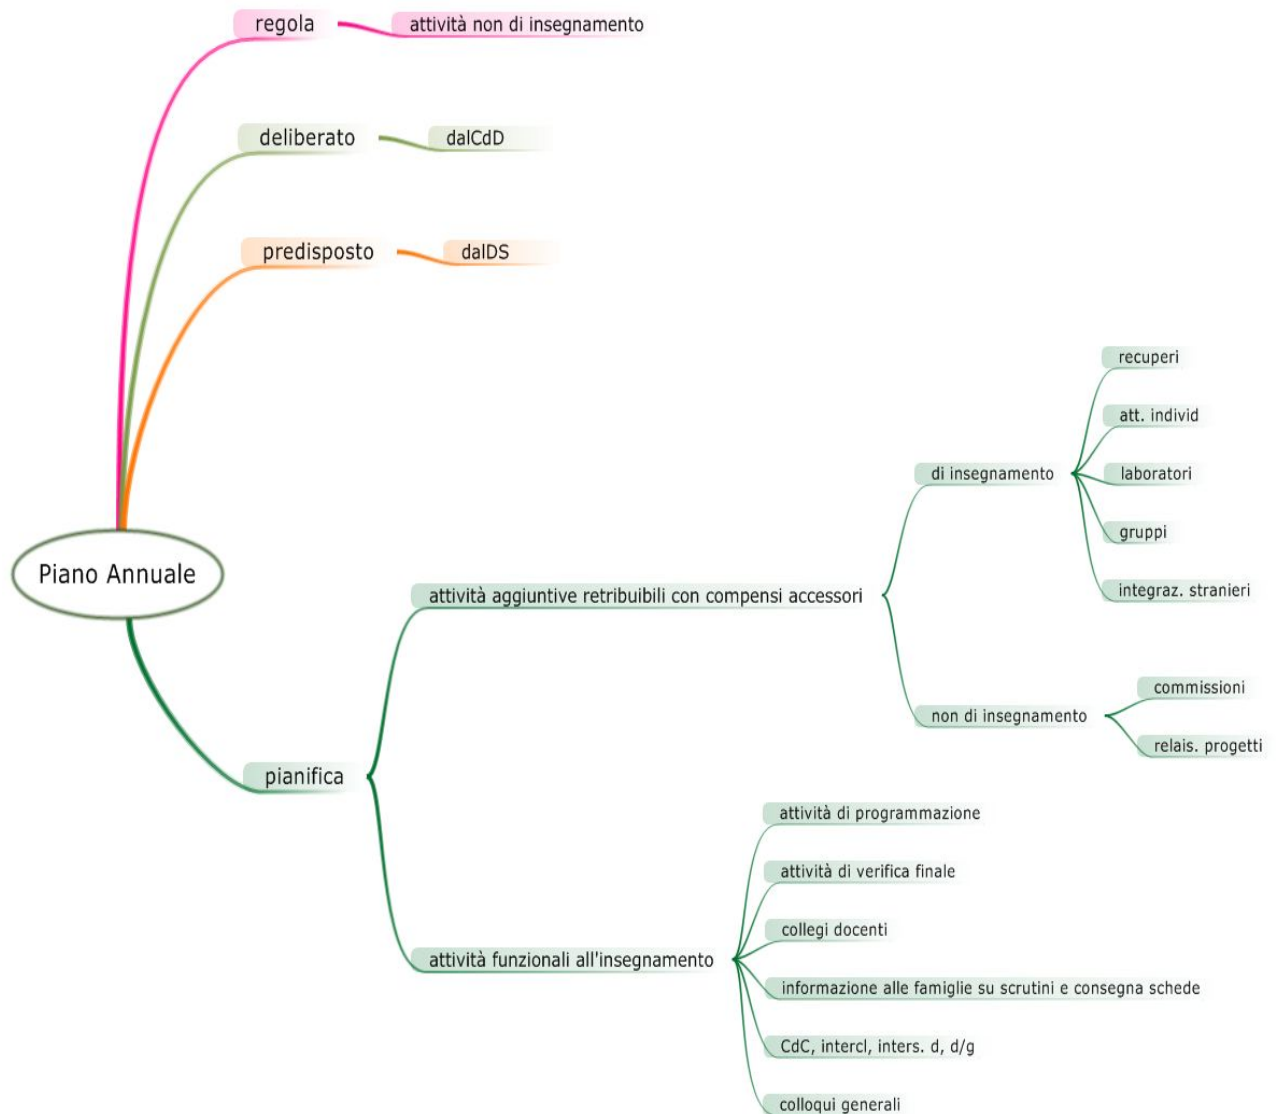 regola
attività non di insegnamento
deliberato
dalCdD
predisposto
dalDS
Piano Annuale
pianifica
attività aggiuntive retribuibili con compensi accessori
di insegnamento
recuperi
att. individ
laboratori
gruppi
integraz. stranieri
non di insegnamento
commissioni
relais. progetti
attività funzionali all'insegnamento
attività di programmazione
attività di verifica finale
collegi docenti
informazione alle famiglie su scrutini e consegna schede
CdC, intercl, inters. d, d/g
colloqui generali